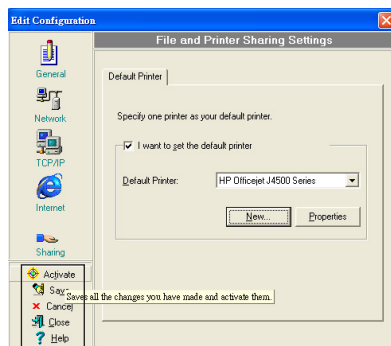 Edit Configuration
File and Printer Sharing Settings
General
Network
TCP/IP
Internet
Sharing
Default Printer
Specify one printer as your default printer.
I want to set the default printer
Default Printer:
HP Officejet J4500 Series
New...
Properties
Activate
Save
Saves all the changes you have made and activate them.
Cancel
Close
Help